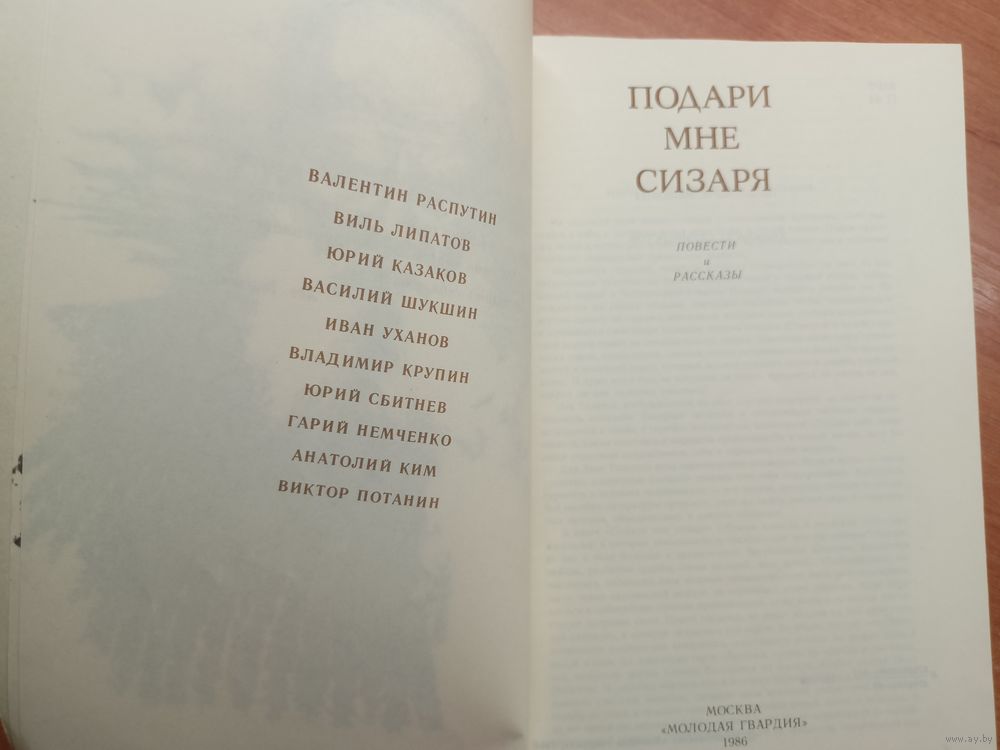 ВАЛЕНТИН РАСПУТИН
ВИЛЬ ЛИПАТОВ
ЮРИЙ КАЗАКОВ
ВАСИЛИЙ ШУКШИН
ИВАН УХАНОВ
ВЛАДИМИР КРУПИН
ЮРИЙ СБИТНЕВ
ГАРИЙ НЕМЧЕНКО
АНАТОЛИЙ КИМ
ВИКТОР ПОТАНИН
ПОДАРИ
МНЕ
СИЗАРЯ
ПОВЕСТИ
и
РАССКАЗЫ
МОСКВА
«МОЛОДАЯ ГВАРДИЯ»
1986
www.ay.by